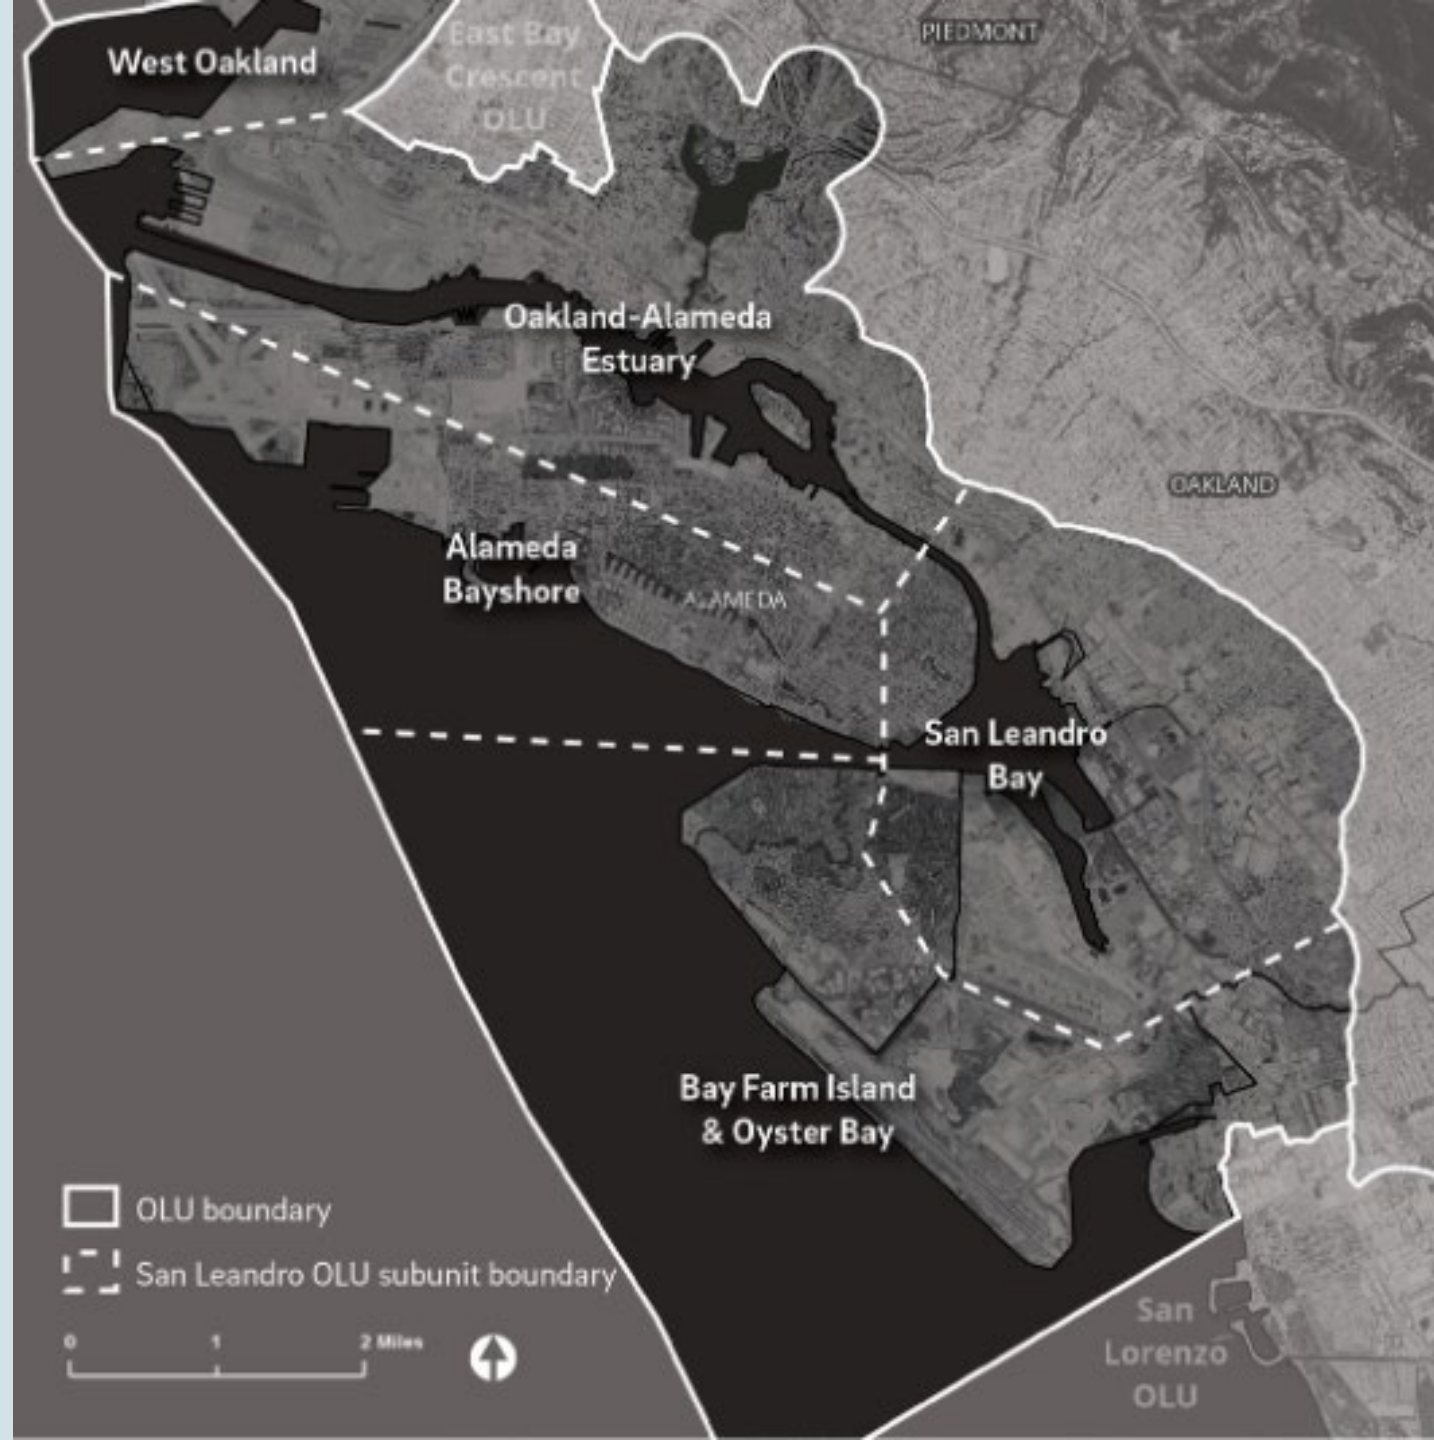 PIEDMONT
East Bay
Crescent
OLU
West Oakland
Oakland-Alameda
Estuary
OAKLAND
Alameda
Bayshore
ALAMEDA
San Leandro
Bay
Bay Farm Island
& Oyster Bay
OLU boundary
San Leandro OLU subunit boundary
0 1 2 Miles
San
Lorenzo
OLU